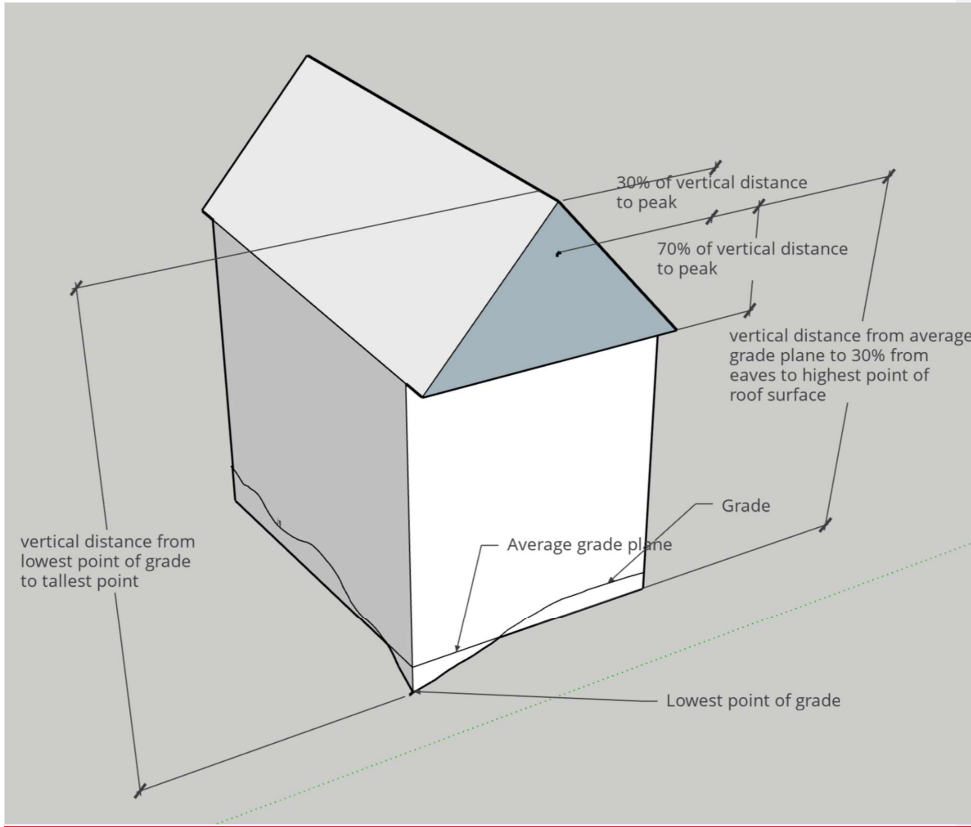 30% of vertical distance
to peak
70% of vertical distance
to peak
vertical distance from average
grade plane to 30% from
eaves to highest point of
roof surface
Grade
Average grade plane
vertical distance from
lowest point of grade
to tallest point
Lowest point of grade